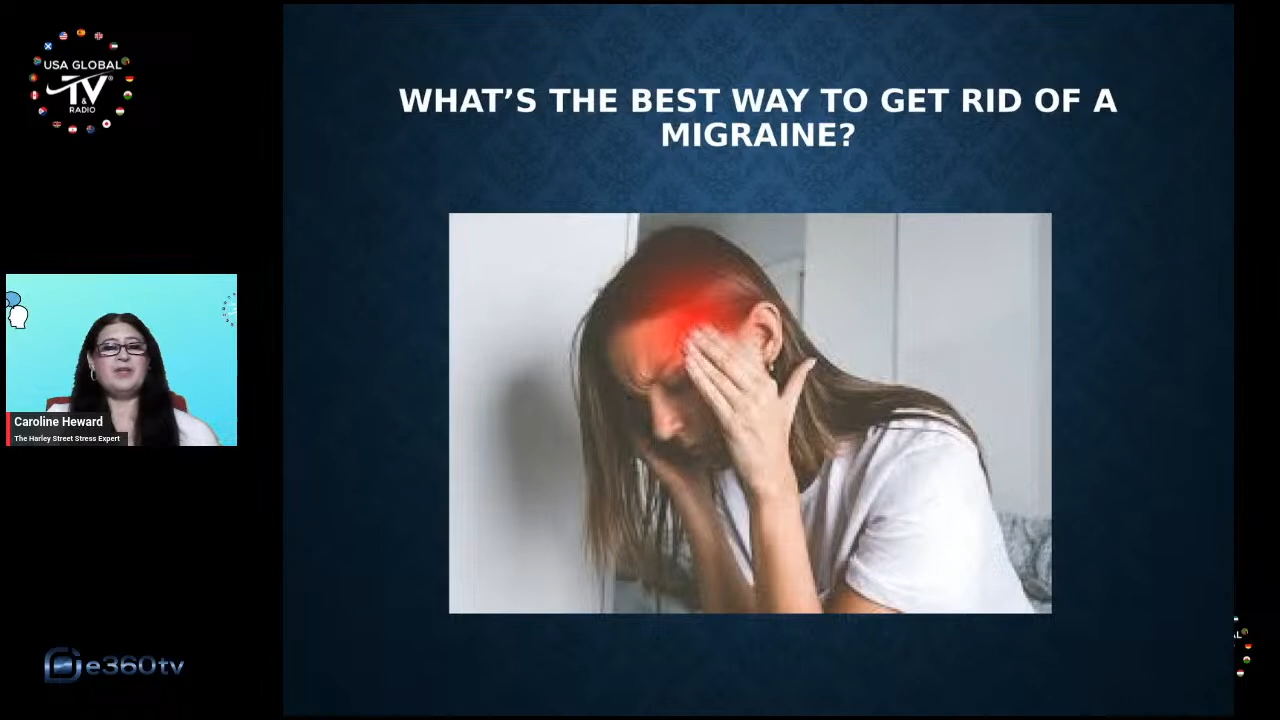 USA GLOBAL
TV
&
RADIO
WHAT’S THE BEST WAY TO GET RID OF A
MIGRAINE?
Caroline Heward
The Harley Street Stress Expert
e360tv
AL